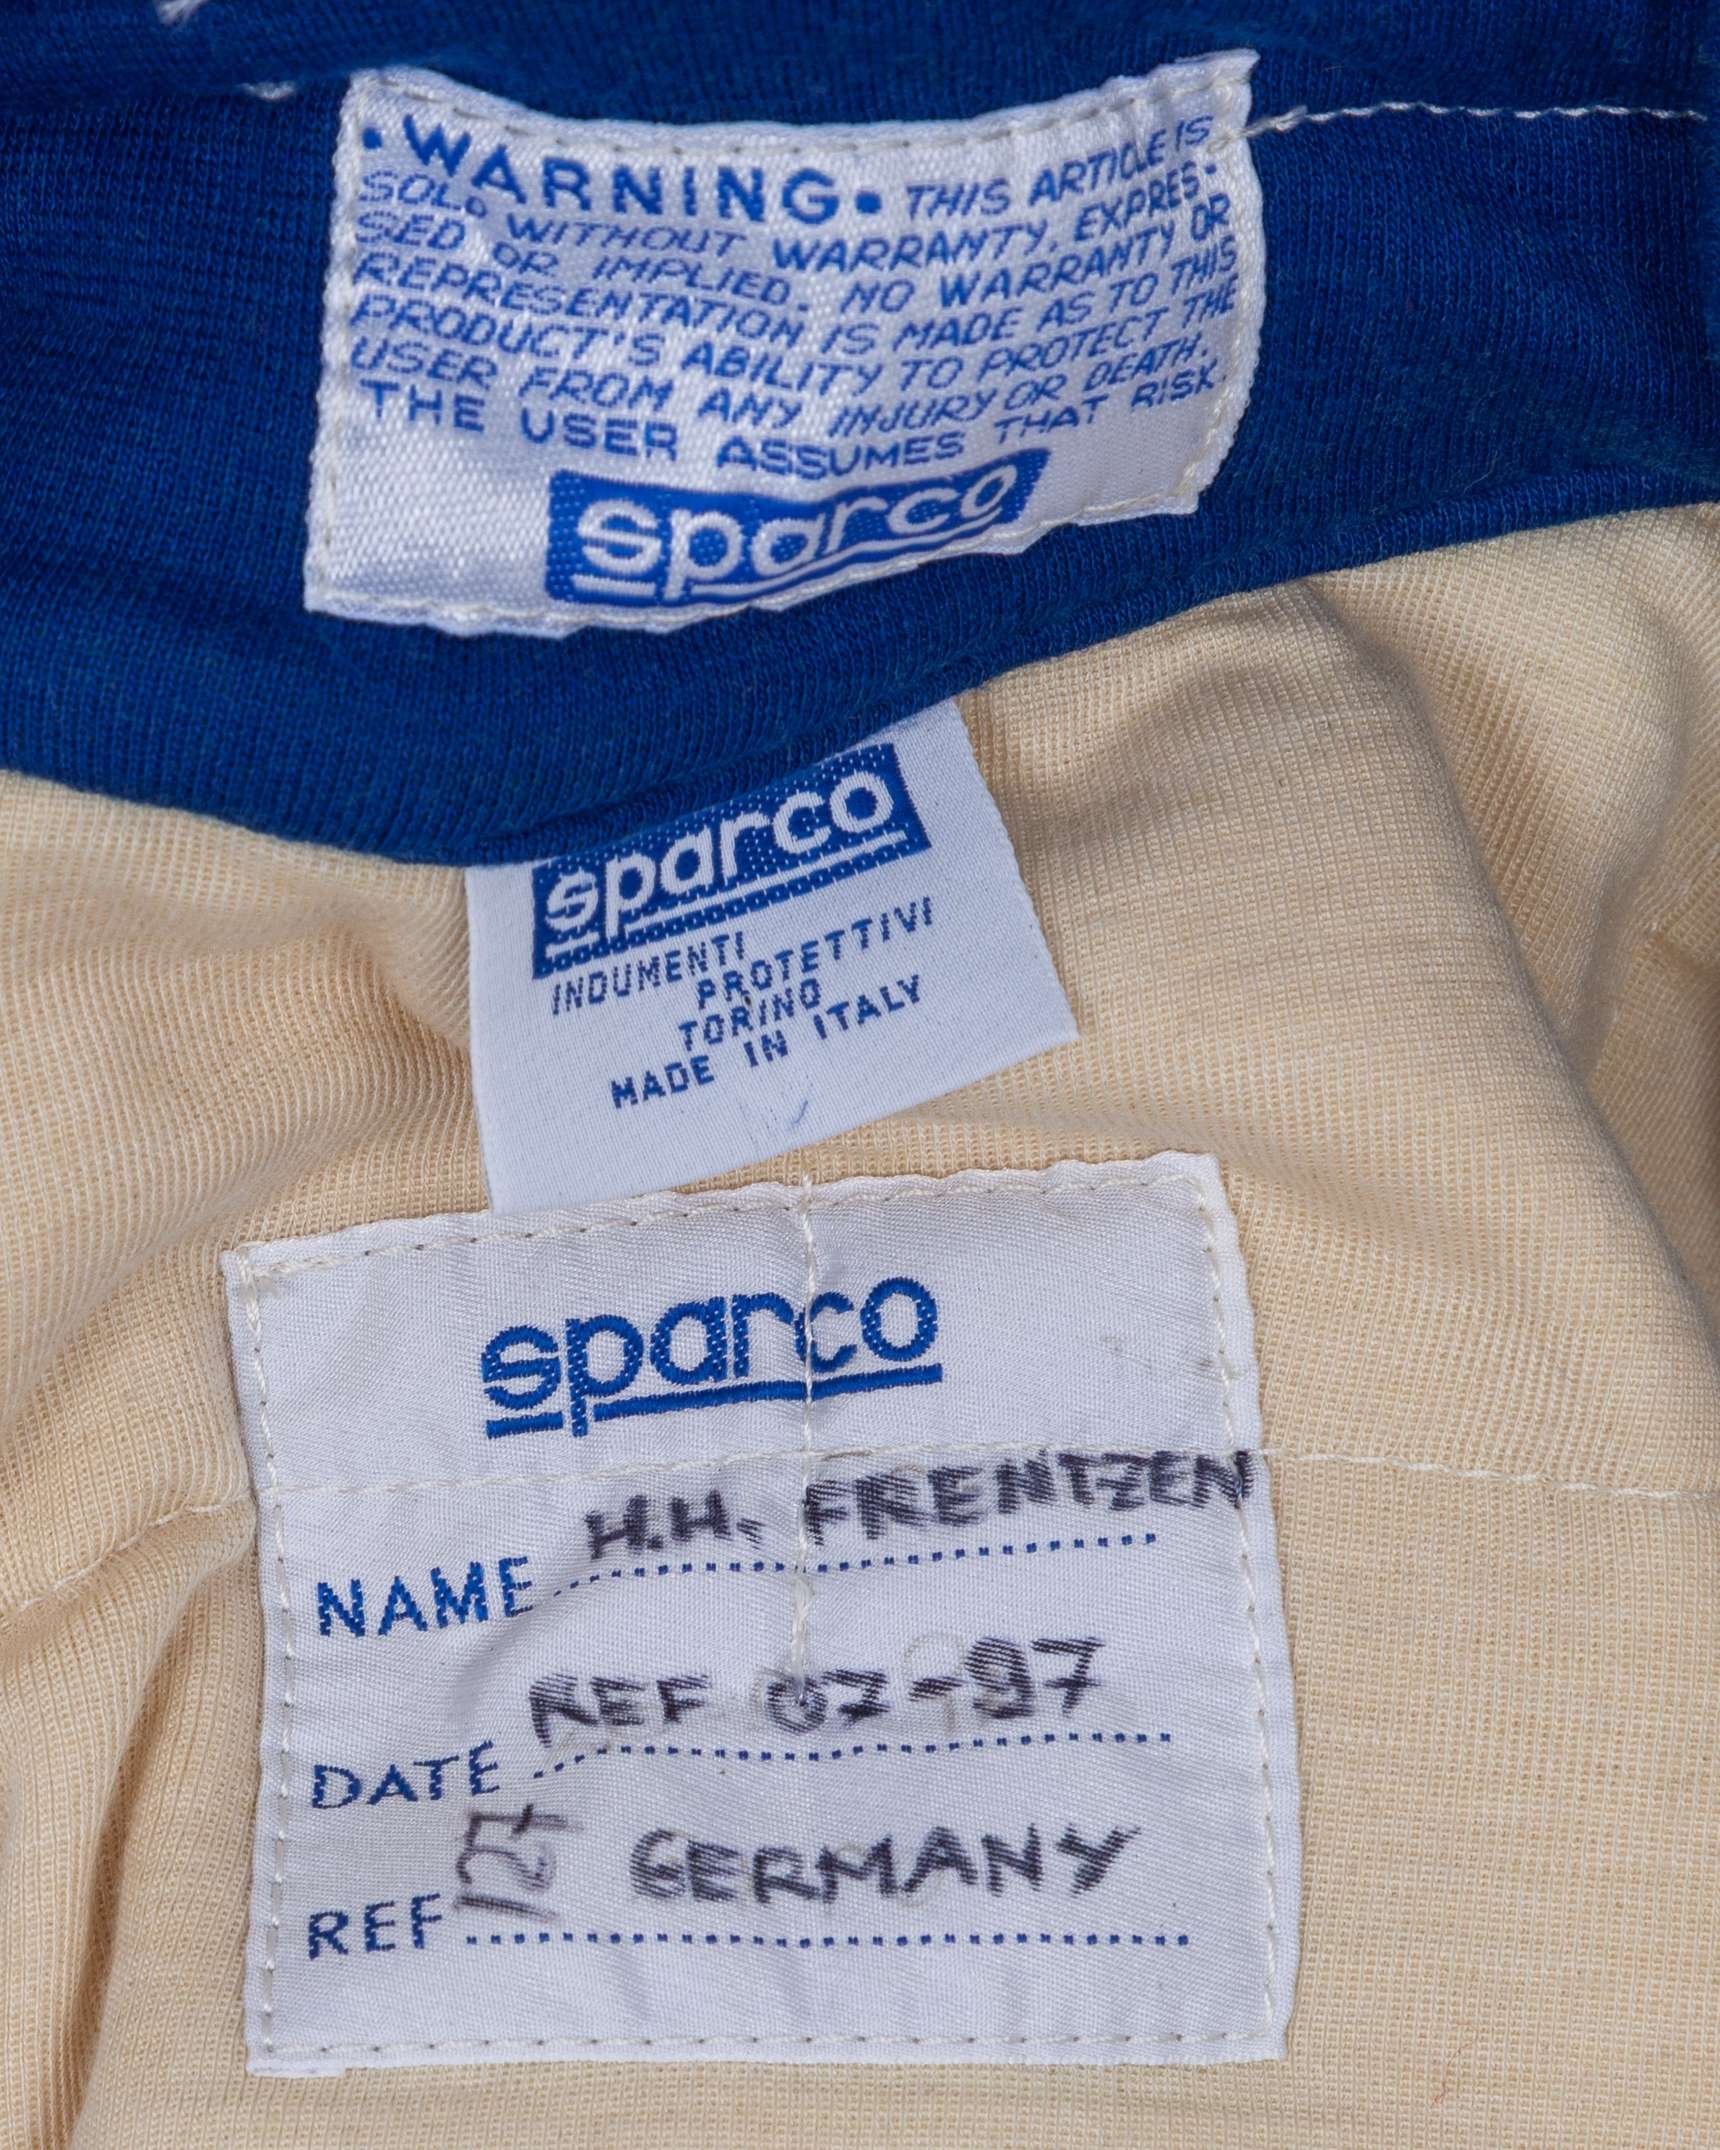 •WARNING• THIS ARTICLE IS
SOLD WITHOUT WARRANTY, EXPRES-
SED OR IMPLIED. NO WARRANTY OR
REPRESENTATION IS MADE AS TO THIS
PRODUCT'S ABILITY TO PROTECT THE
USER FROM ANY INJURY OR DEATH.
THE USER ASSUMES THAT RISK.
sparco
sparco
INDUMENTI
PROTETTIVI
TORINO
MADE IN ITALY
sparco
NAME H.H. FRENTZEN
DATE REF 07-97
REF 127 GERMANY